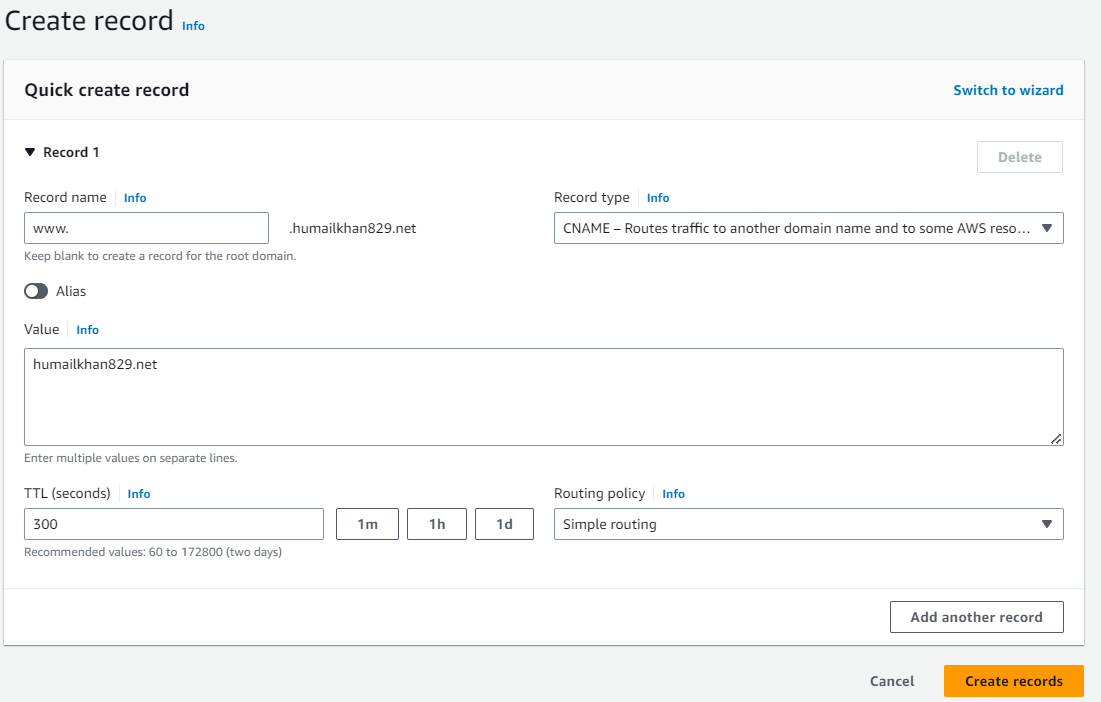 Create record Info
Quick create record
Switch to wizard
Record 1
Delete
Record name Info
Record type Info
www.
.humailkhan829.net
CNAME – Routes traffic to another domain name and to some AWS reso...
Keep blank to create a record for the root domain.
Alias
Value Info
humailkhan829.net
Enter multiple values on separate lines.
TTL (seconds) Info
Routing policy Info
300
1m
1h
1d
Simple routing
Recommended values: 60 to 172800 (two days)
Add another record
Cancel
Create records